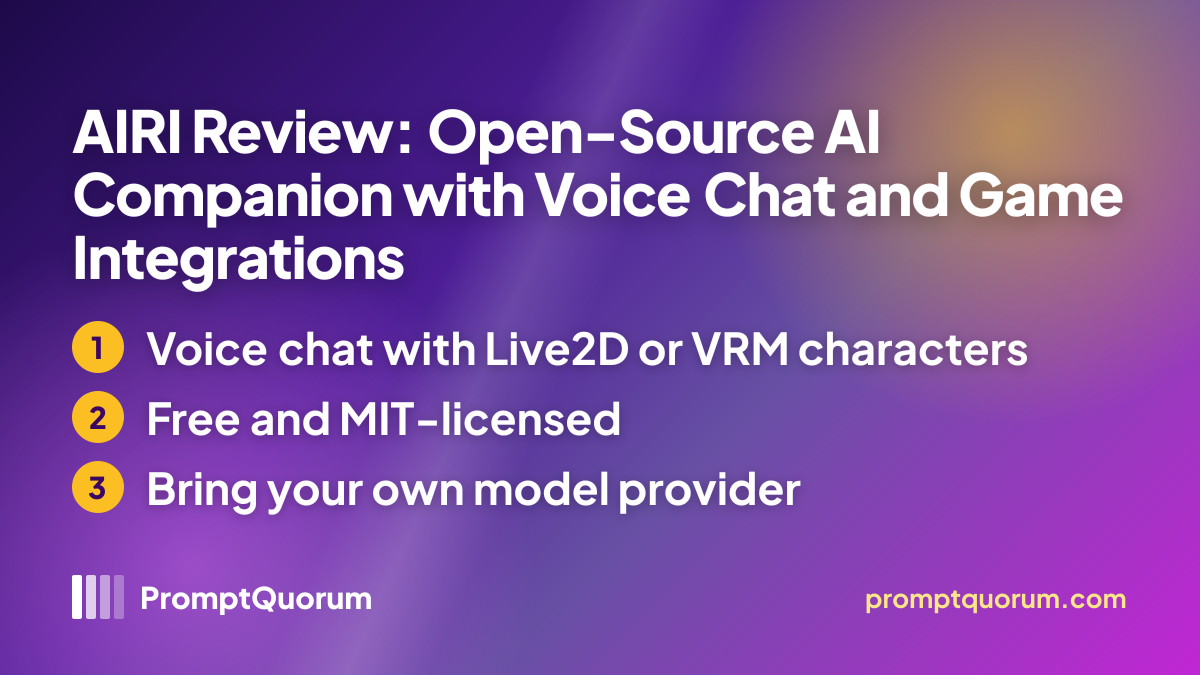 AIRI Review: Open-Source AI
Companion with Voice Chat and Game
Integrations
1 Voice chat with Live2D or VRM characters
2 Free and MIT-licensed
3 Bring your own model provider
PromptQuorum
promptquorum.com